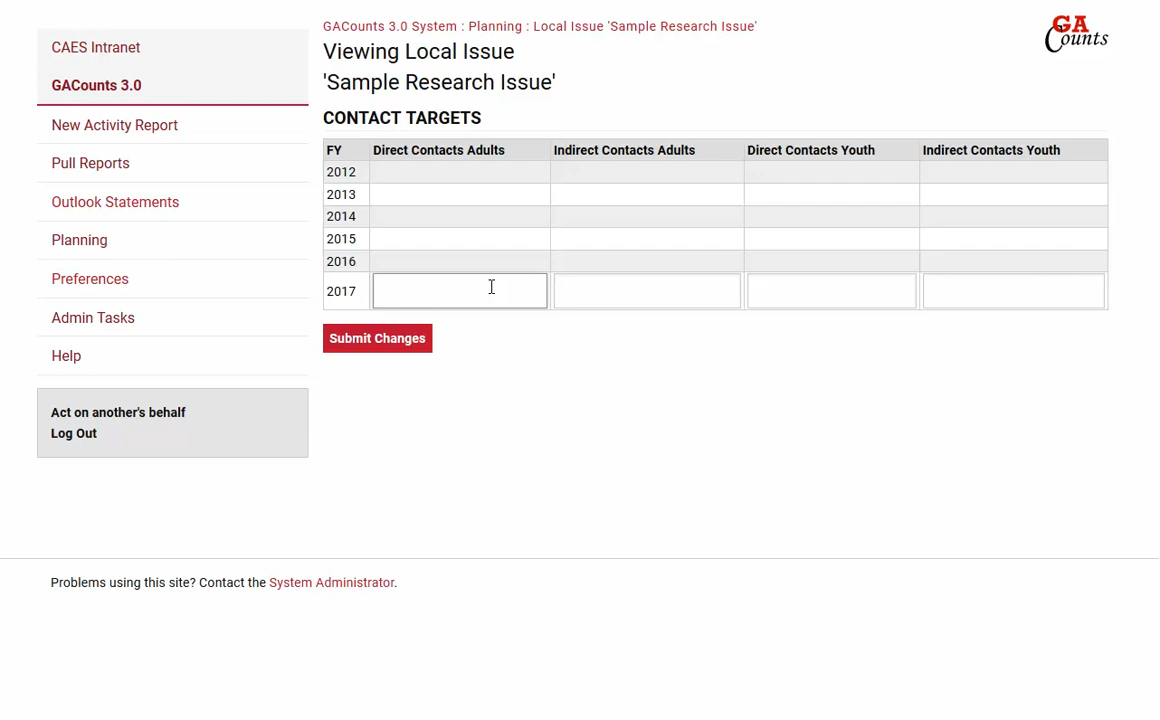 GACounts 3.0 System : Planning : Local Issue 'Sample Research Issue'
GA
Counts
CAES Intranet
GACounts 3.0
New Activity Report
Pull Reports
Outlook Statements
Planning
Preferences
Admin Tasks
Help
Act on another's behalf
Log Out
Viewing Local Issue
'Sample Research Issue'
CONTACT TARGETS
FY Direct Contacts Adults Indirect Contacts Adults Direct Contacts Youth Indirect Contacts Youth
2012
2013
2014
2015
2016
2017
Submit Changes
Problems using this site? Contact the System Administrator.